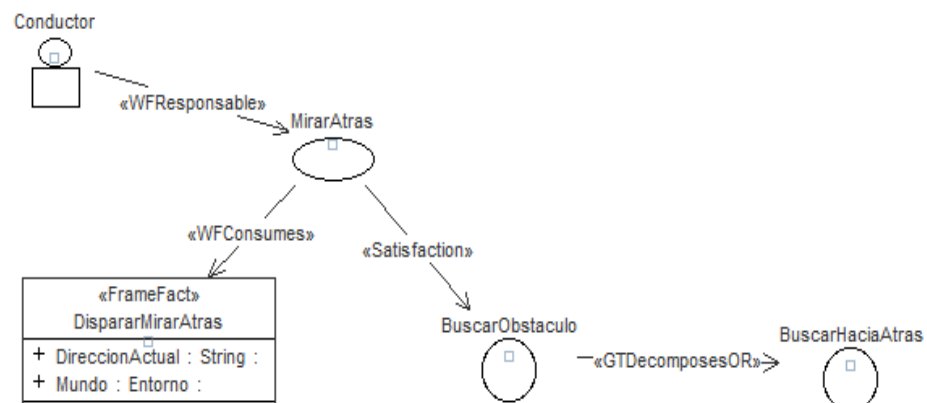 Conductor
«WFResponsable»
MirarAtras
«WFConsumes»
«Satisfaction»
«FrameFact»
DispararMirarAtras
+ DireccionActual : String :
+ Mundo : Entorno :
BuscarObstaculo
«GTDecomposesOR»
BuscarHaciaAtras